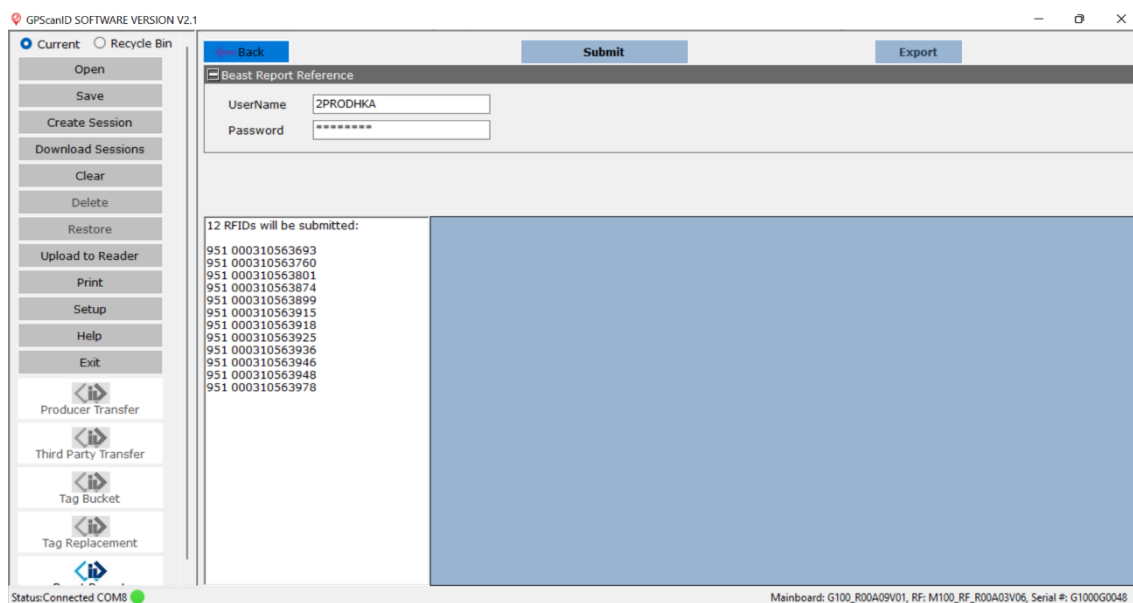 GPScanID SOFTWARE VERSION V2.1
Current Recycle Bin
Open
Save
Create Session
Download Sessions
Clear
Delete
Restore
Upload to Reader
Print
Setup
Help
Exit
Producer Transfer
Third Party Transfer
Tag Bucket
Tag Replacement
Back
Submit
Export
Beast Report Reference
UserName 2PRODHKA
Password ********
12 RFIDs will be submitted:
951 000310563693
951 000310563760
951 000310563801
951 000310563874
951 000310563899
951 000310563915
951 000310563918
951 000310563925
951 000310563936
951 000310563946
951 000310563948
951 000310563978
Status:Connected COM8
Mainboard: G100_R00A09V01, RF: M100_RF_R00A03V06, Serial #: G1000G0048